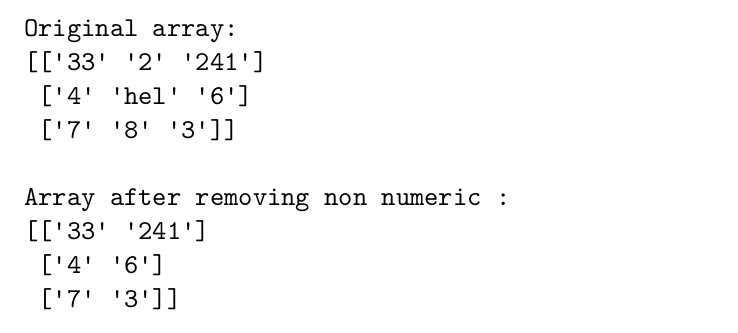 Original array:
[['33' '2' '241']
 ['4' 'hel' '6']
 ['7' '8' '3']]

Array after removing non numeric :
[['33' '241']
 ['4' '6']
 ['7' '3']]